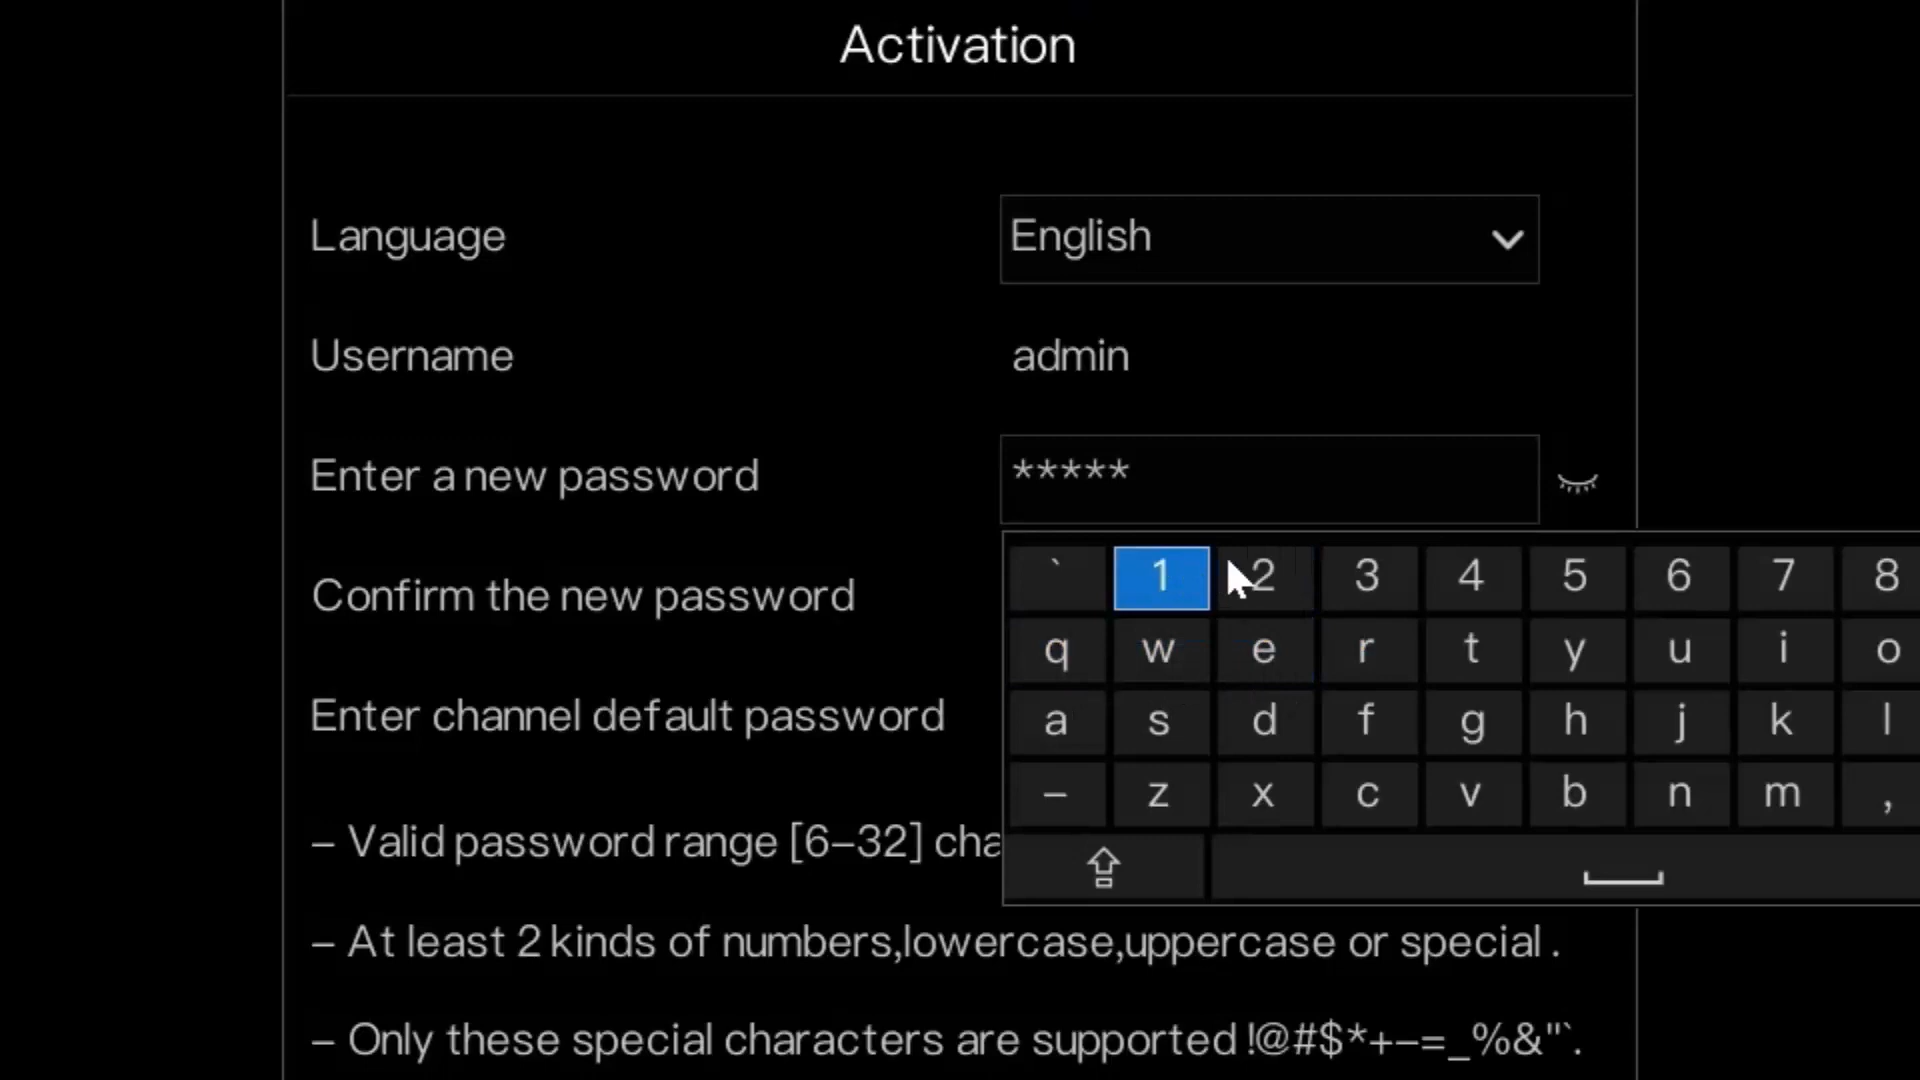 Activation
Language English
Username admin
Enter a new password *****
Confirm the new password
Enter channel default password
` 1 2 3 4 5 6 7 8
q w e r t y u i o
a s d f g h j k l
– z x c v b n m ,
– Valid password range [6–32] cha
– At least 2 kinds of numbers,lowercase,uppercase or special .
– Only these special characters are supported !@#$*+–=_%&"`.